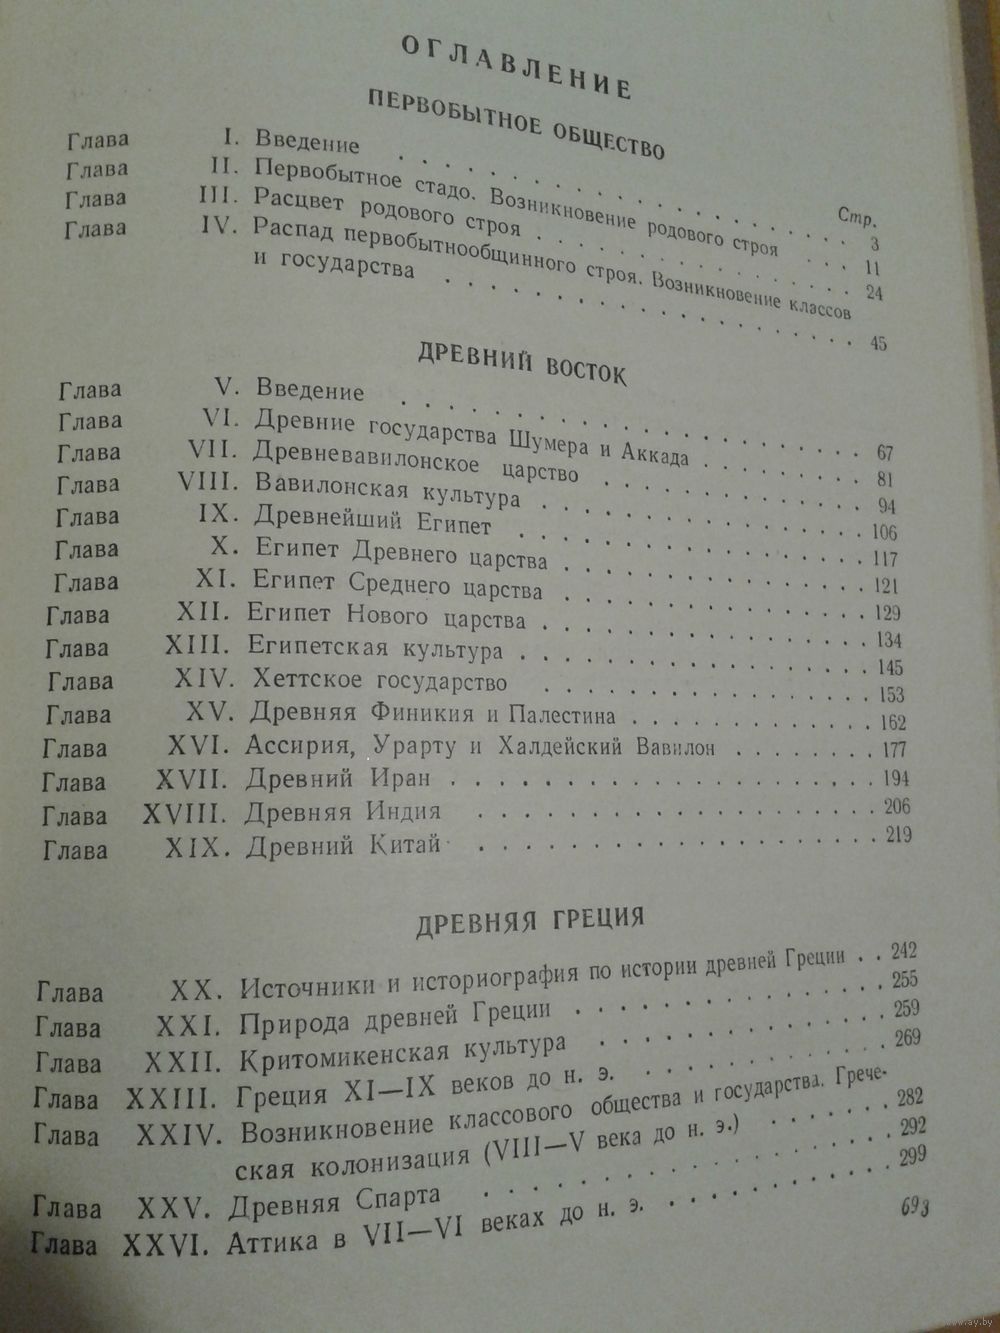 ОГЛАВЛЕНИЕ
ПЕРВОБЫТНОЕ ОБЩЕСТВО
Стр.
Глава I. Введение 3
Глава II. Первобытное стадо. Возникновение родового строя 11
Глава III. Расцвет родового строя 24
Глава IV. Распад первобытнообщинного строя. Возникновение классов
и государства 45
ДРЕВНИЙ ВОСТОК
Глава V. Введение 67
Глава VI. Древние государства Шумера и Аккада 81
Глава VII. Древневавилонское царство 94
Глава VIII. Вавилонская культура 106
Глава IX. Древнейший Египет 117
Глава X. Египет Древнего царства 121
Глава XI. Египет Среднего царства 129
Глава XII. Египет Нового царства 134
Глава XIII. Египетская культура 145
Глава XIV. Хеттское государство 153
Глава XV. Древняя Финикия и Палестина 162
Глава XVI. Ассирия, Урарту и Халдейский Вавилон 177
Глава XVII. Древний Иран 194
Глава XVIII. Древняя Индия 206
Глава XIX. Древний Китай 219
ДРЕВНЯЯ ГРЕЦИЯ
Глава XX. Источники и историография по истории древней Греции 242
Глава XXI. Природа древней Греции 255
Глава XXII. Критомикенская культура 259
Глава XXIII. Греция XI—IX веков до н. э. 269
Глава XXIV. Возникновение классового общества и государства. Грече-
ская колонизация (VIII—V века до н. э.) 282
Глава XXV. Древняя Спарта 292
Глава XXVI. Аттика в VII—VI веках до н. э. 299
693
www.ay.by